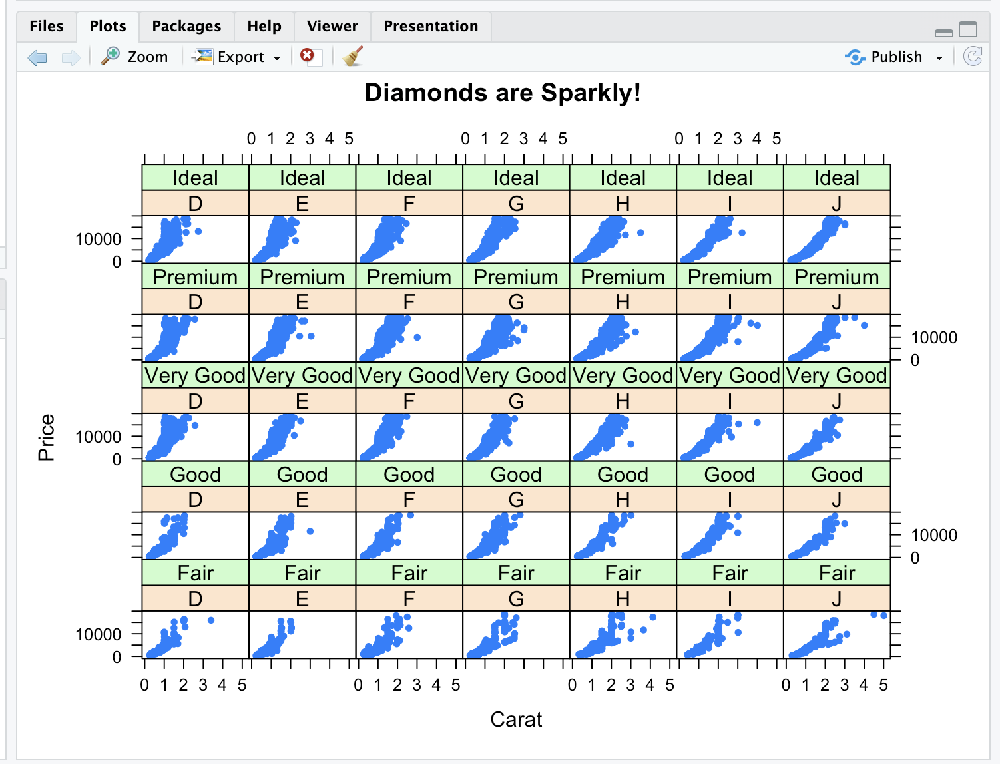 Files Plots Packages Help Viewer Presentation
Zoom Export Publish
Diamonds are Sparkly!
0 1 2 3 4 5 0 1 2 3 4 5 0 1 2 3 4 5
Ideal Ideal Ideal Ideal Ideal Ideal Ideal
D E F G H I J
10000
0
Premium Premium Premium Premium Premium Premium Premium
D E F G H I J
10000
0
Very Good Very Good Very Good Very Good Very Good Very Good Very Good
D E F G H I J
Price
10000
0
Good Good Good Good Good Good Good
D E F G H I J
10000
0
Fair Fair Fair Fair Fair Fair Fair
D E F G H I J
10000
0
0 1 2 3 4 5 0 1 2 3 4 5 0 1 2 3 4 5 0 1 2 3 4 5
Carat